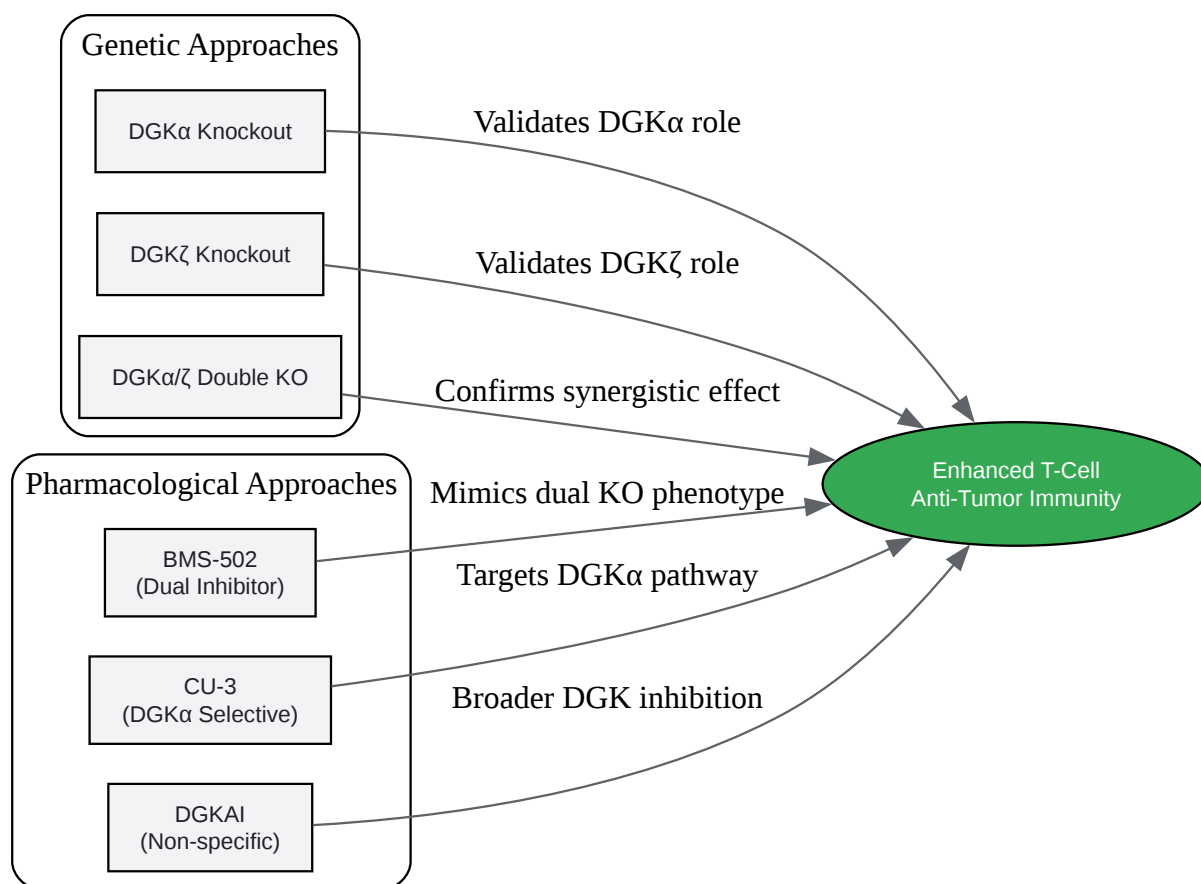 Genetic Approaches
DGKα Knockout
Validates DGKα role
DGKζ Knockout
Validates DGKζ role
DGKα/ζ Double KO
Confirms synergistic effect
Pharmacological Approaches
BMS-502
(Dual Inhibitor)
Mimics dual KO phenotype
CU-3
(DGKα Selective)
Targets DGKα pathway
DGKAI
(Non-specific)
Broader DGK inhibition
Enhanced T-Cell
Anti-Tumor Immunity